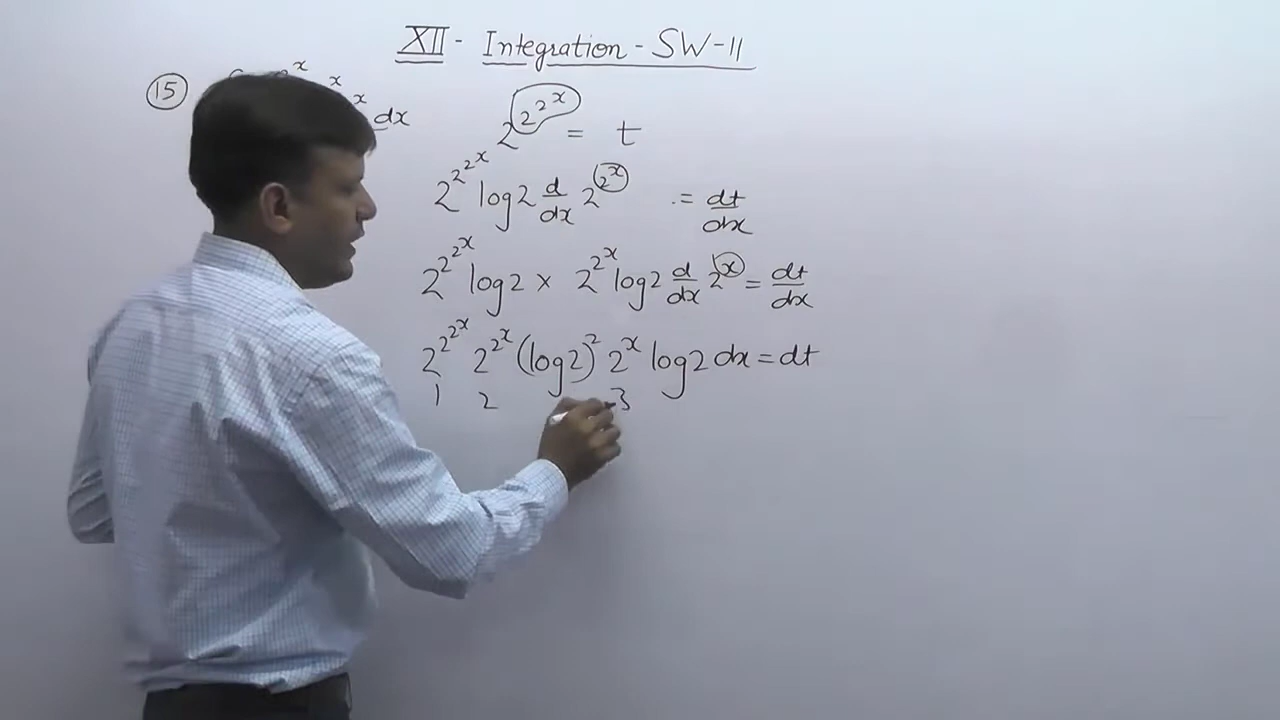 XII - Integration - SW-11
15
x x x dx
2^2^2^x = t
2^2^2^x log2 d/dx 2^2^x = dt/dx
2^2^2^x log2 × 2^2^x log2 d/dx 2^x = dt/dx
2^2^2^x 2^2^x (log2)^2 2^x log2 dx = dt
1 2 3